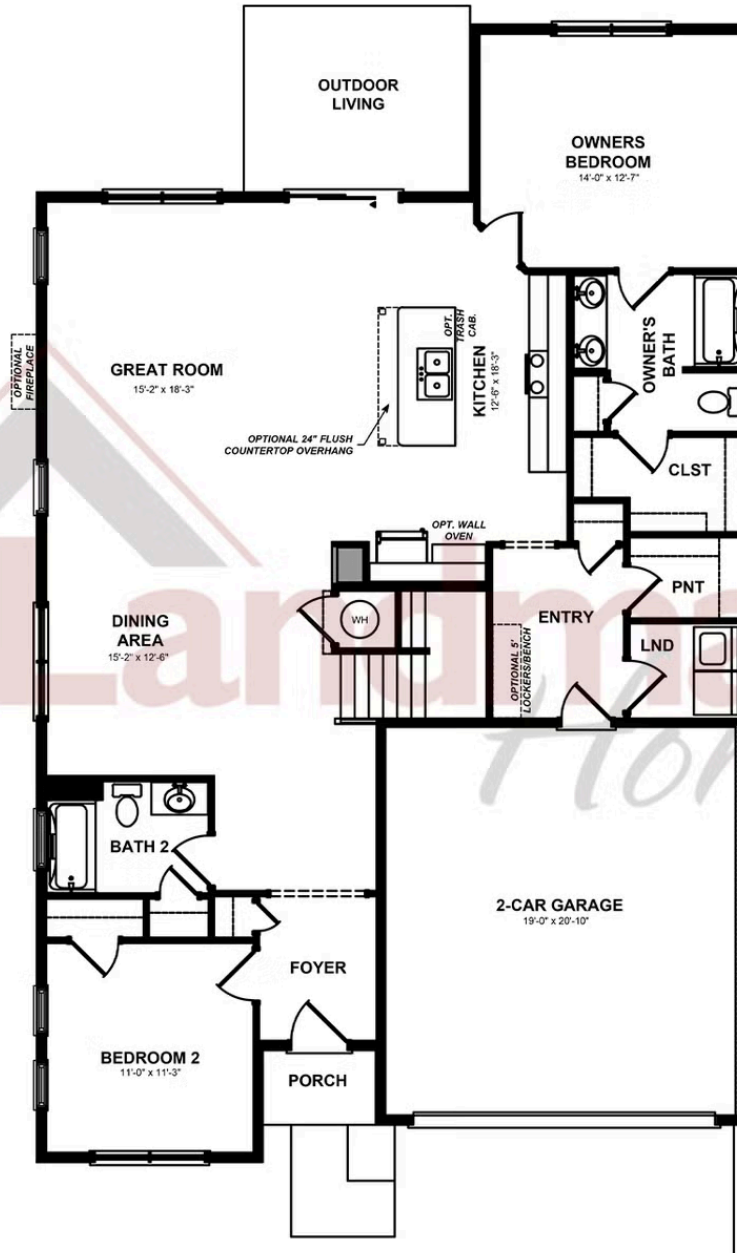 OUTDOOR
LIVING
OWNERS
BEDROOM
14'-0" x 12'-7"
GREAT ROOM
15'-2" x 18'-3"
OPTIONAL
FIREPLACE
OPT.
TRASH
CAB.
KITCHEN
12'-6" x 18'-3"
OWNER'S
BATH
OPTIONAL 24" FLUSH
COUNTERTOP OVERHANG
CLST
OPT. WALL
OVEN
PNT
ENTRY
WH
DINING
AREA
15'-2" x 12'-6"
LND
OPTIONAL 5'
LOCKERS/BENCH
Landma
Hor
BATH 2
2-CAR GARAGE
19'-0" x 20'-10"
FOYER
BEDROOM 2
11'-0" x 11'-3"
PORCH